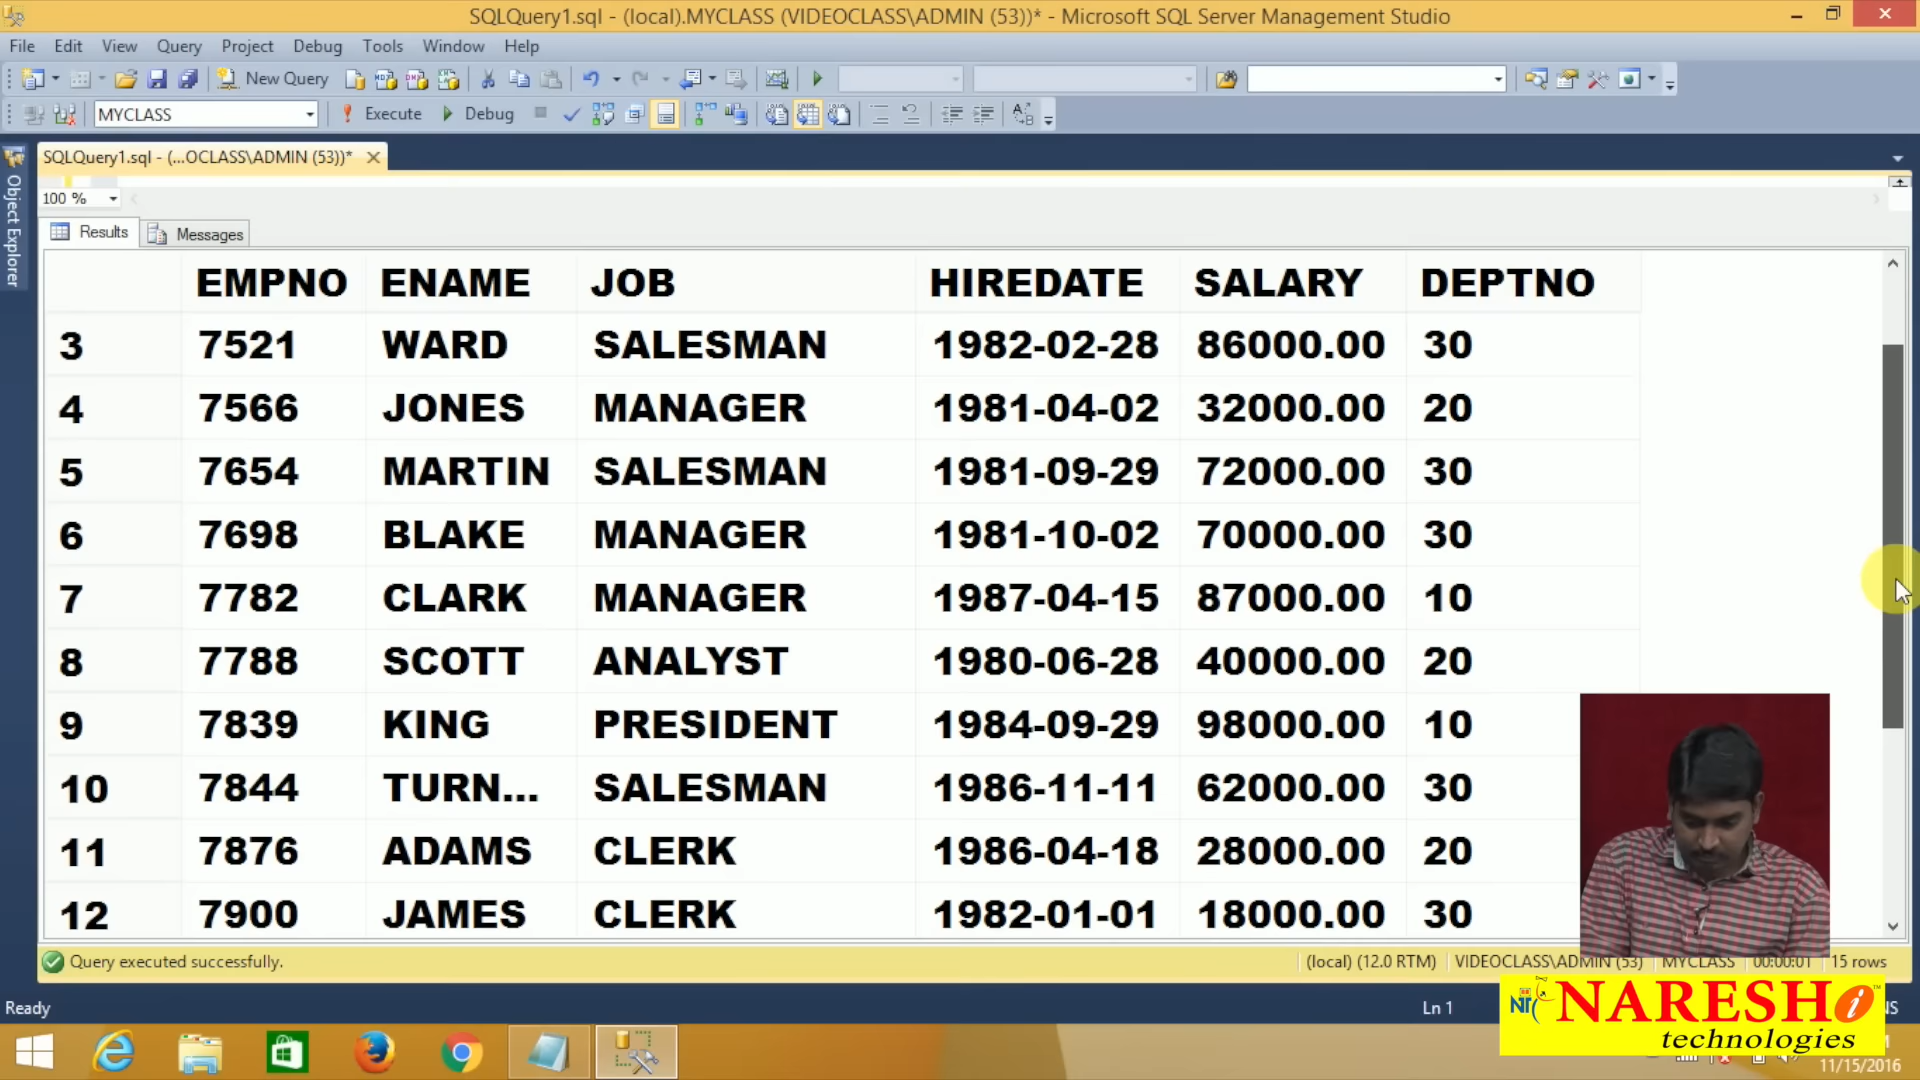 SQLQuery1.sql - (local).MYCLASS (VIDEOCLASS\ADMIN (53))* - Microsoft SQL Server Management Studio
File Edit View Query Project Debug Tools Window Help
New Query
MYCLASS Execute Debug
SQLQuery1.sql - (...OCLASS\ADMIN (53))*
Object Explorer
100 %
Results Messages
EMPNO ENAME JOB HIREDATE SALARY DEPTNO
3 7521 WARD SALESMAN 1982-02-28 86000.00 30
4 7566 JONES MANAGER 1981-04-02 32000.00 20
5 7654 MARTIN SALESMAN 1981-09-29 72000.00 30
6 7698 BLAKE MANAGER 1981-10-02 70000.00 30
7 7782 CLARK MANAGER 1987-04-15 87000.00 10
8 7788 SCOTT ANALYST 1980-06-28 40000.00 20
9 7839 KING PRESIDENT 1984-09-29 98000.00 10
10 7844 TURN... SALESMAN 1986-11-11 62000.00 30
11 7876 ADAMS CLERK 1986-04-18 28000.00 20
12 7900 JAMES CLERK 1982-01-01 18000.00 30
Query executed successfully. (local) (12.0 RTM) VIDEOCLASS\ADMIN (53) MYCLASS 00:00:01 15 rows
Ready Ln 1
NARESH i
technologies
11/15/2016